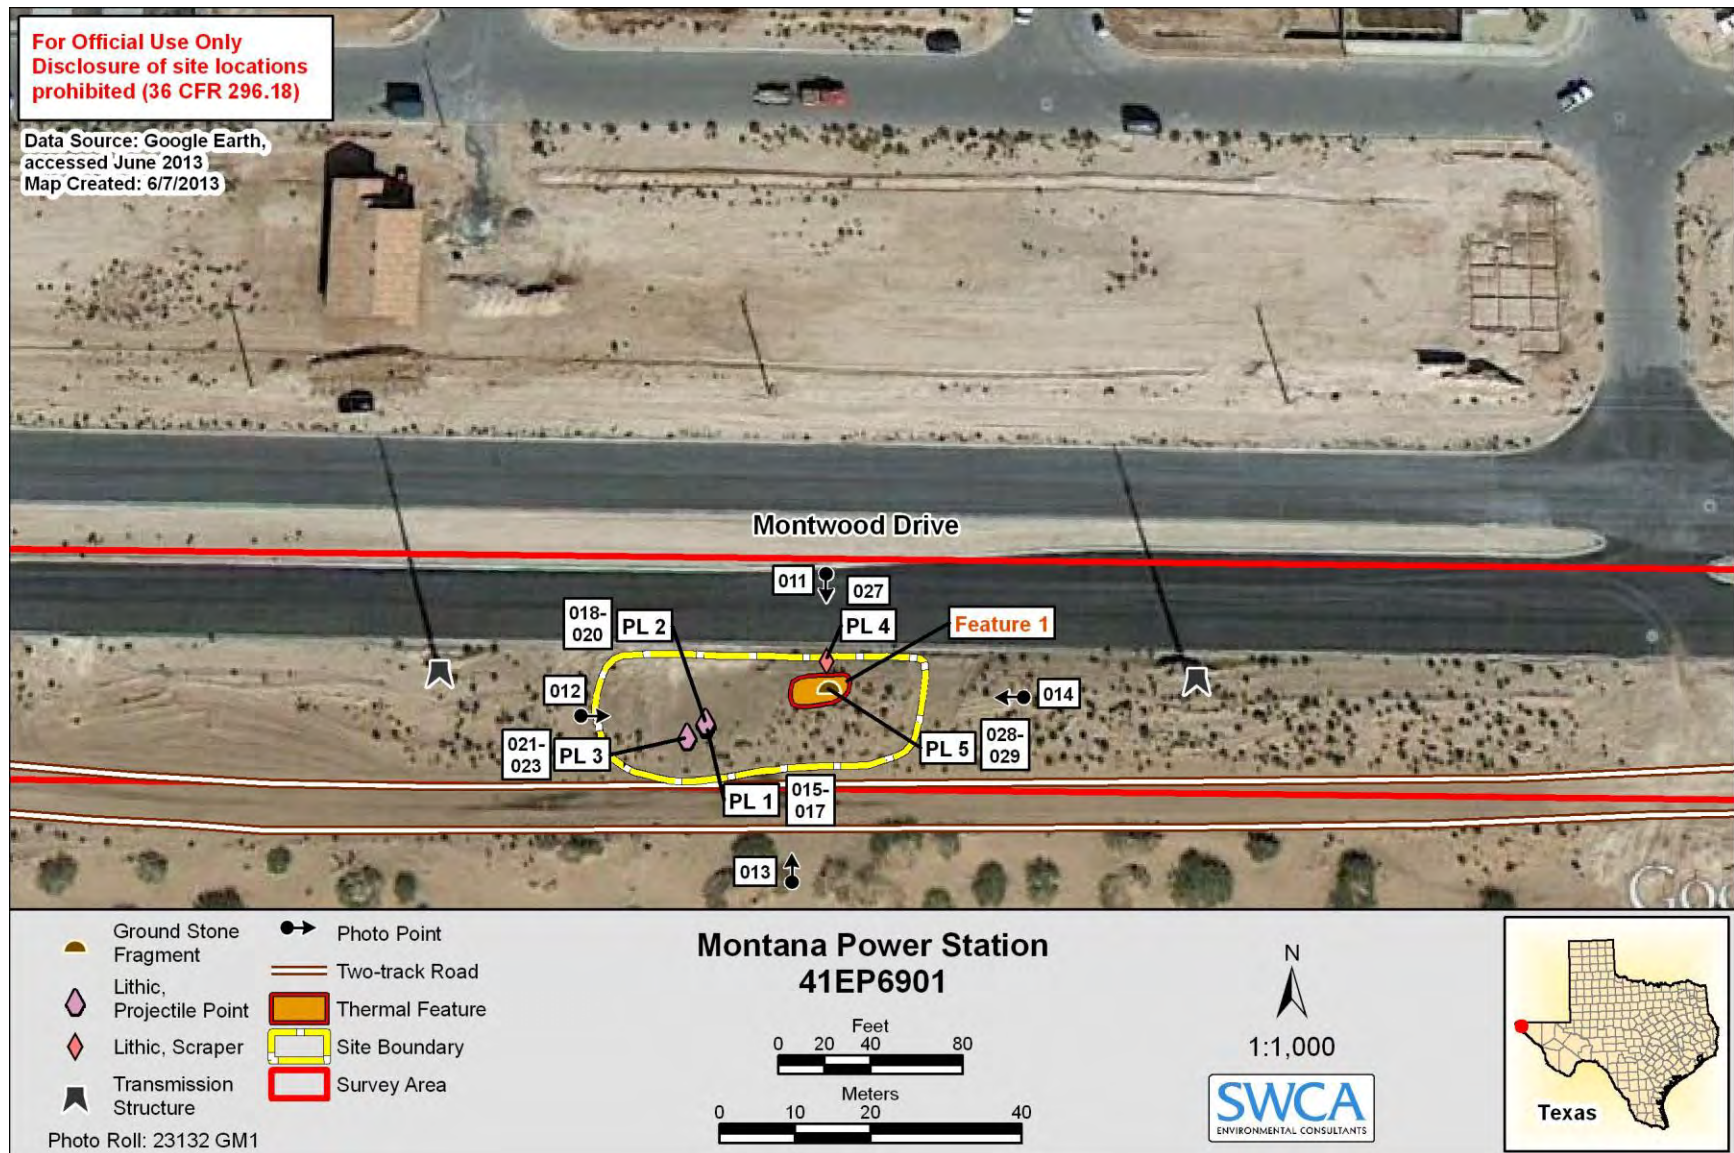 For Official Use Only
Disclosure of site locations
prohibited (36 CFR 296.18)
Data Source: Google Earth,
accessed June 2013
Map Created: 6/7/2013
Montwood Drive
011
027
018-
020
PL 2
PL 4
Feature 1
012
014
021-
023
PL 3
PL 5
028-
029
PL 1
015-
017
013
Goo
Ground Stone
Fragment
Lithic,
Projectile Point
Lithic, Scraper
Transmission
Structure
Photo Roll: 23132 GM1
Photo Point
Two-track Road
Thermal Feature
Site Boundary
Survey Area
Montana Power Station
41EP6901
Feet
0 20 40 80
Meters
0 10 20 40
N
1:1,000
SWCA
ENVIRONMENTAL CONSULTANTS
Texas